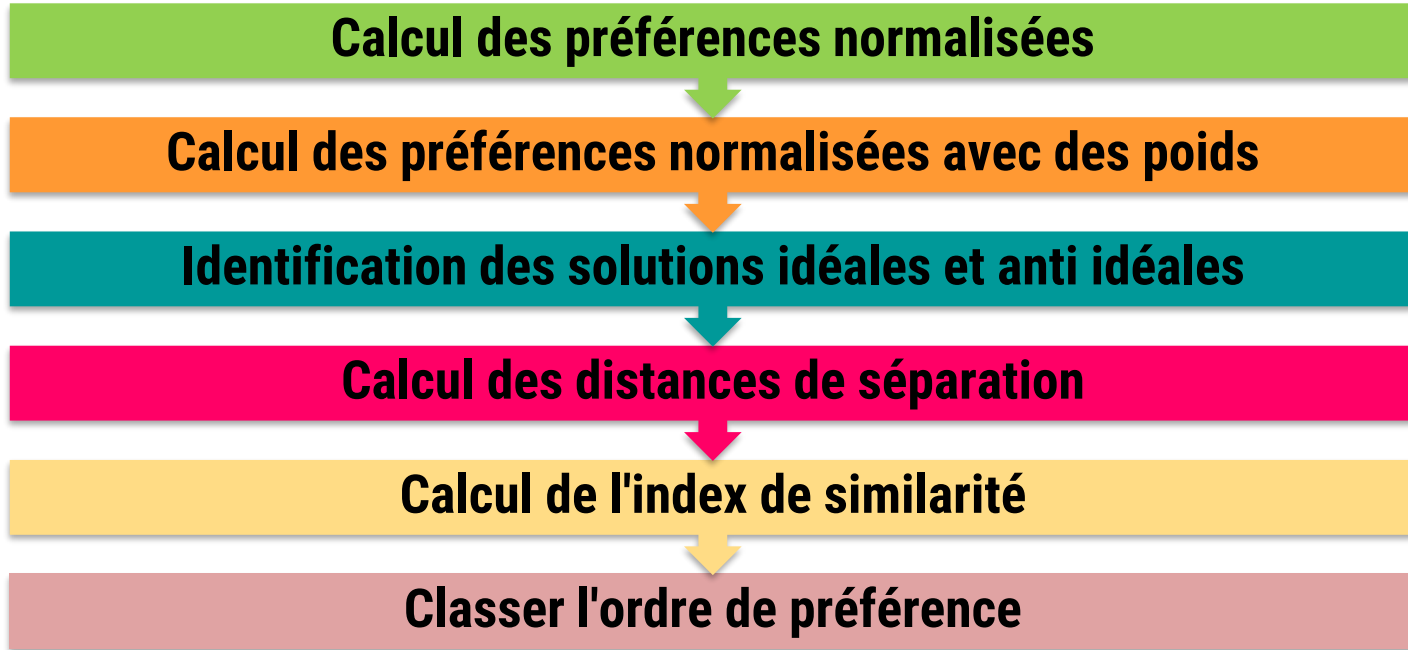 Calcul des préférences normalisées
Calcul des préférences normalisées avec des poids
Identification des solutions idéales et anti idéales
Calcul des distances de séparation
Calcul de l'index de similarité
Classer l'ordre de préférence